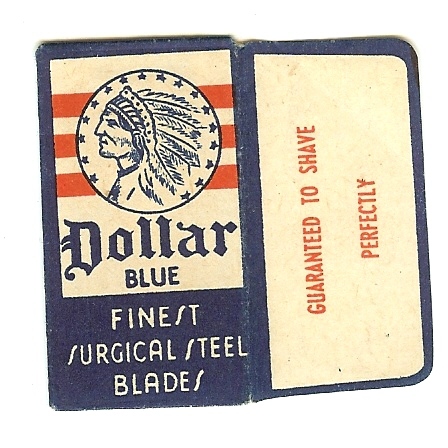 Dollar
BLUE
FINEST
SURGICAL STEEL
BLADES
GUARANTEED TO SHAVE
PERFECTLY